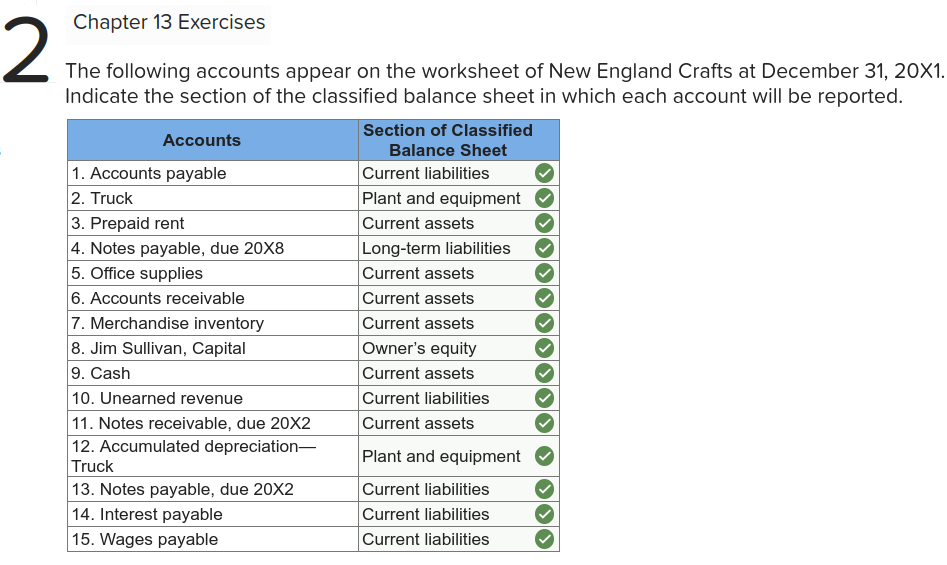 2
Chapter 13 Exercises
The following accounts appear on the worksheet of New England Crafts at December 31, 20X1.
Indicate the section of the classified balance sheet in which each account will be reported.
Accounts
Section of Classified
Balance Sheet
1. Accounts payable Current liabilities
2. Truck Plant and equipment
3. Prepaid rent Current assets
4. Notes payable, due 20X8 Long-term liabilities
5. Office supplies Current assets
6. Accounts receivable Current assets
7. Merchandise inventory Current assets
8. Jim Sullivan, Capital Owner's equity
9. Cash Current assets
10. Unearned revenue Current liabilities
11. Notes receivable, due 20X2 Current assets
12. Accumulated depreciation—
Truck
Plant and equipment
13. Notes payable, due 20X2 Current liabilities
14. Interest payable Current liabilities
15. Wages payable Current liabilities